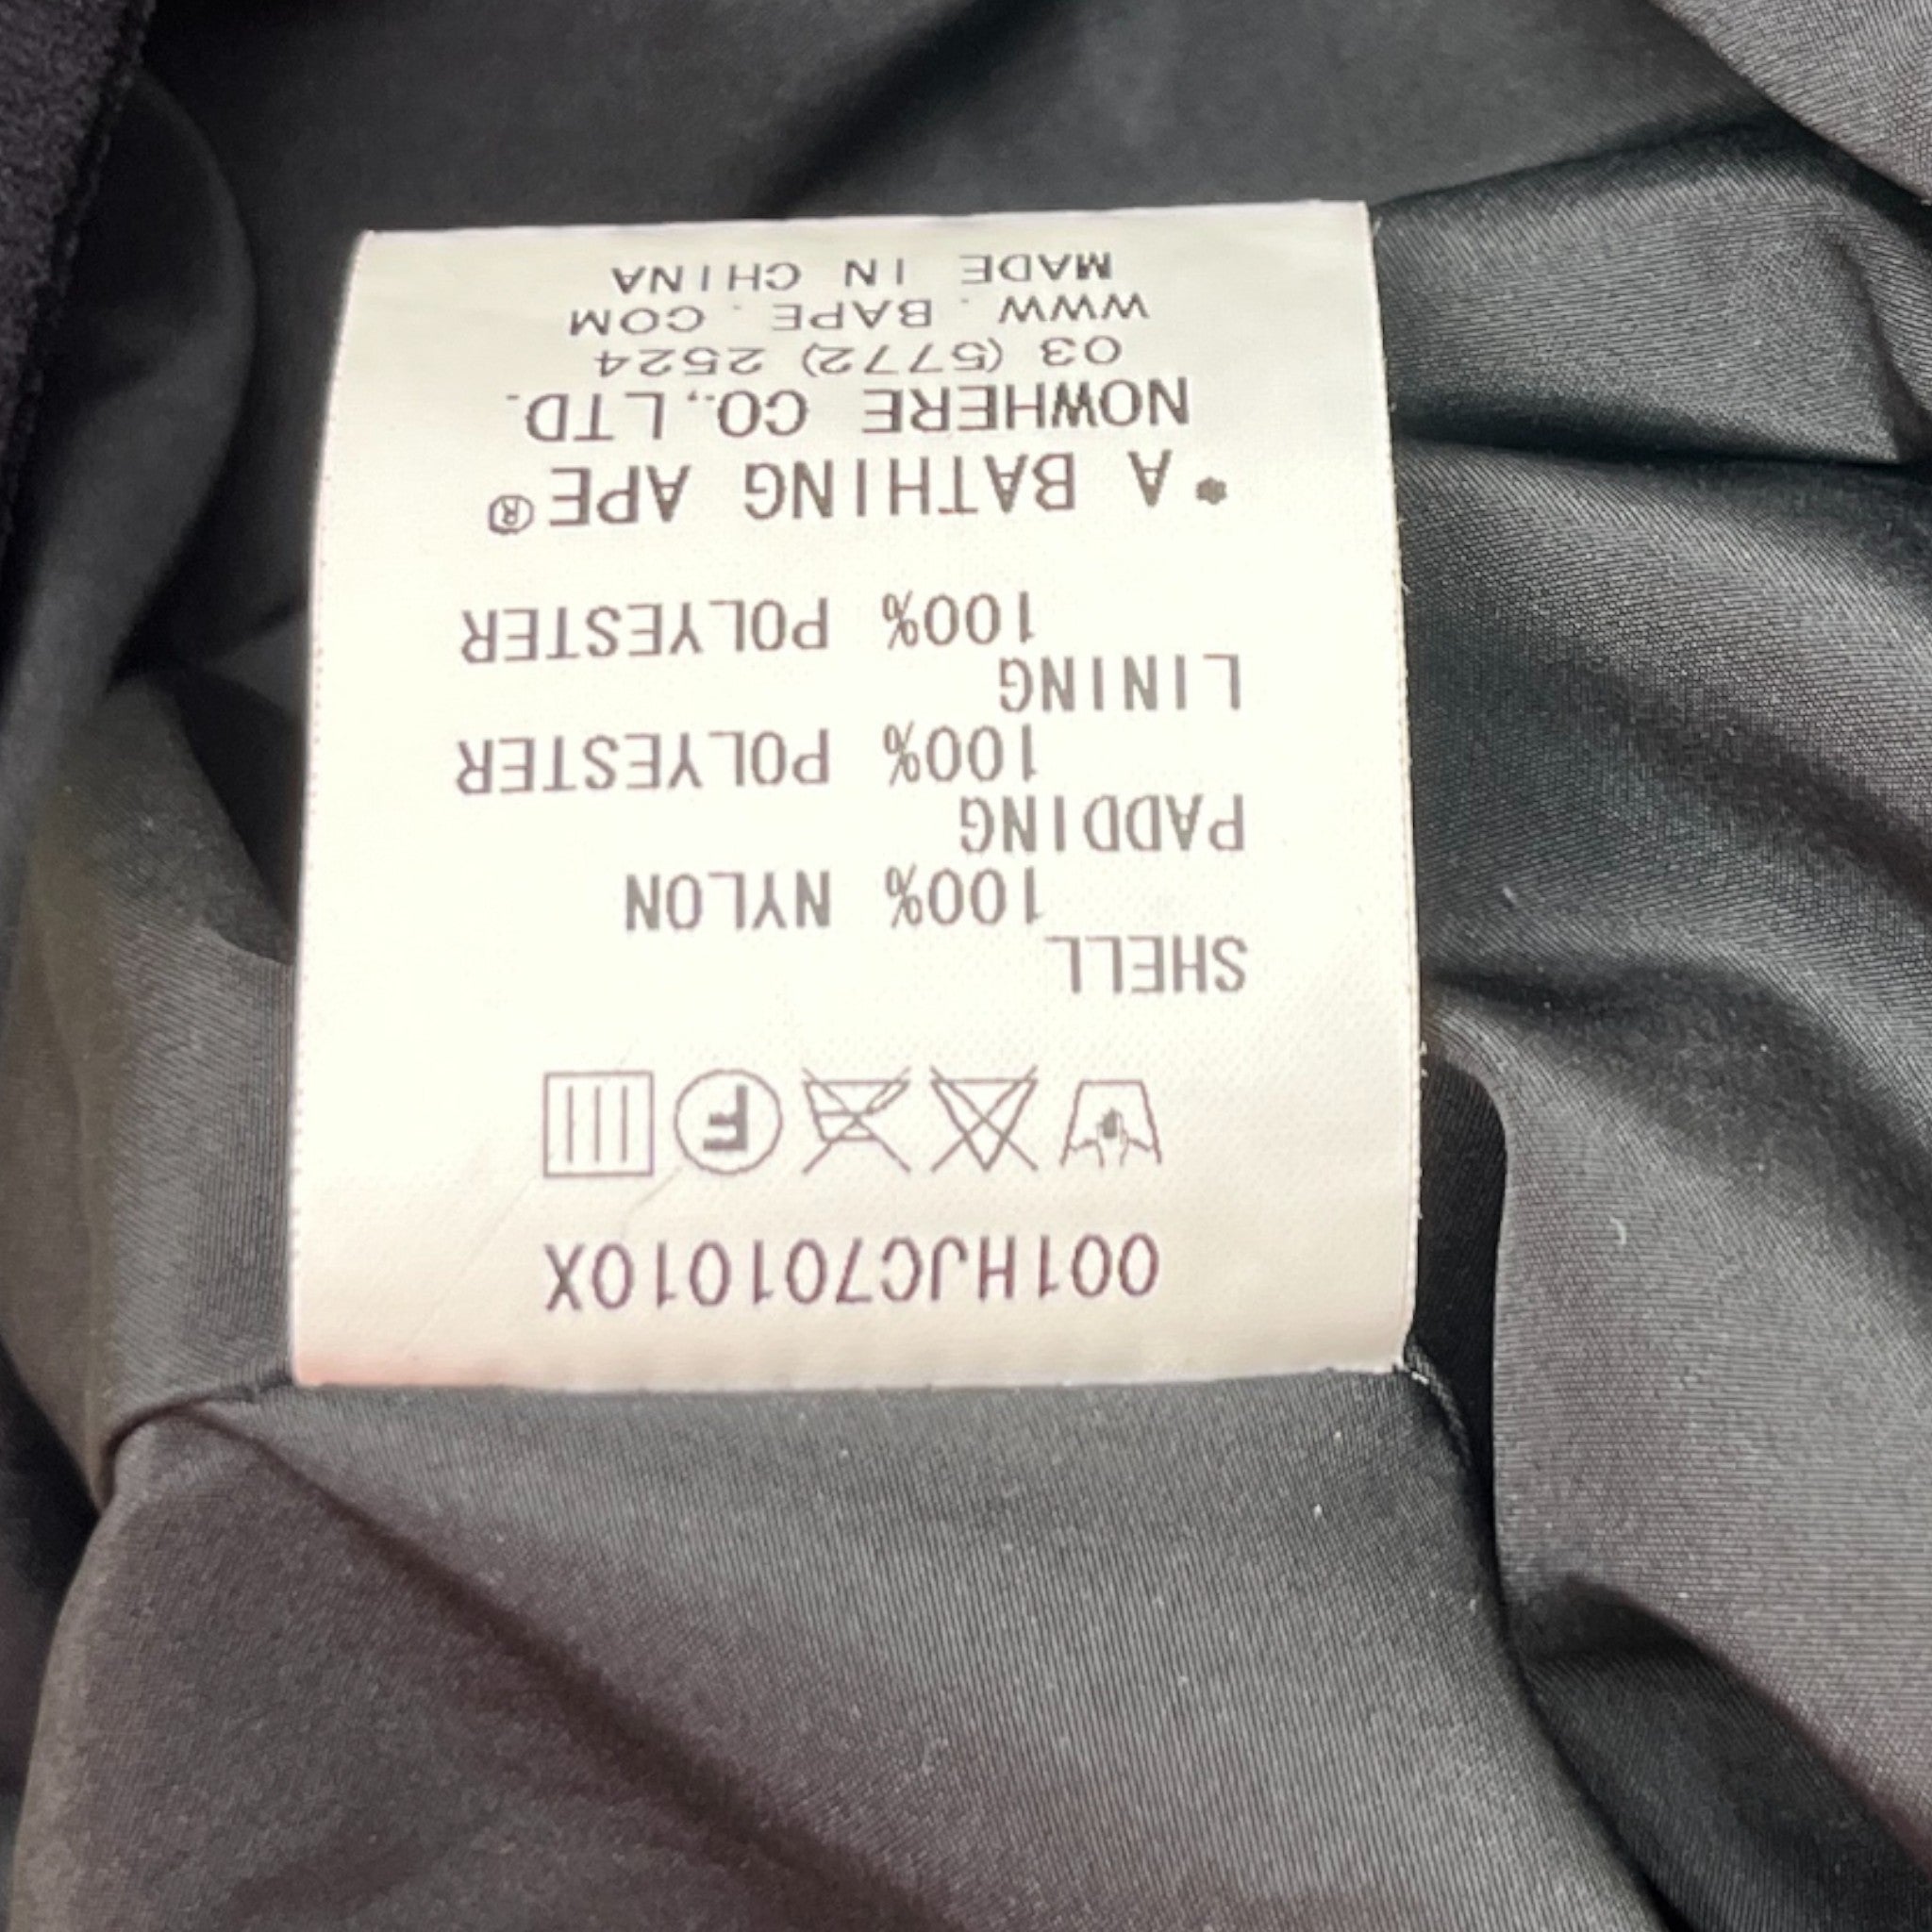 001HJC701010X
F
SHELL
100% NYLON
PADDING
100% POLYESTER
LINING
100% POLYESTER
*A BATHING APE®
NOWHERE CO.,LTD.
03 (5772) 2524
WWW.BAPE.COM
MADE IN CHINA